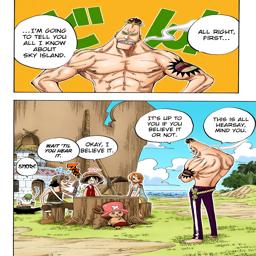 ALL RIGHT,
FIRST...
...I'M GOING
TO TELL YOU
ALL I KNOW
ABOUT
SKY ISLAND.
THIS IS ALL
HEARSAY,
MIND YOU.
IT'S UP TO
YOU IF YOU
BELIEVE IT
OR NOT.
OKAY, I
BELIEVE IT.
WAIT 'TIL
YOU HEAR
IT.